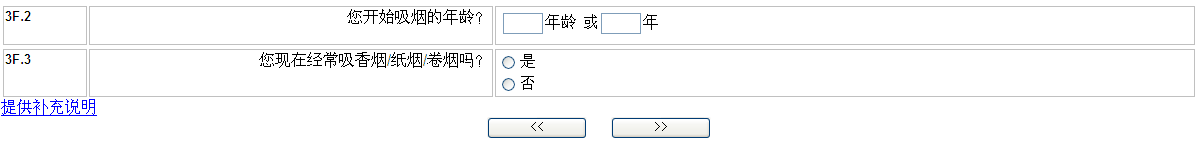 3F.2 您开始吸烟的年龄? 年龄 或 年
3F.3 您现在经常吸香烟/纸烟/卷烟吗? 是
否
提供补充说明
<< >>